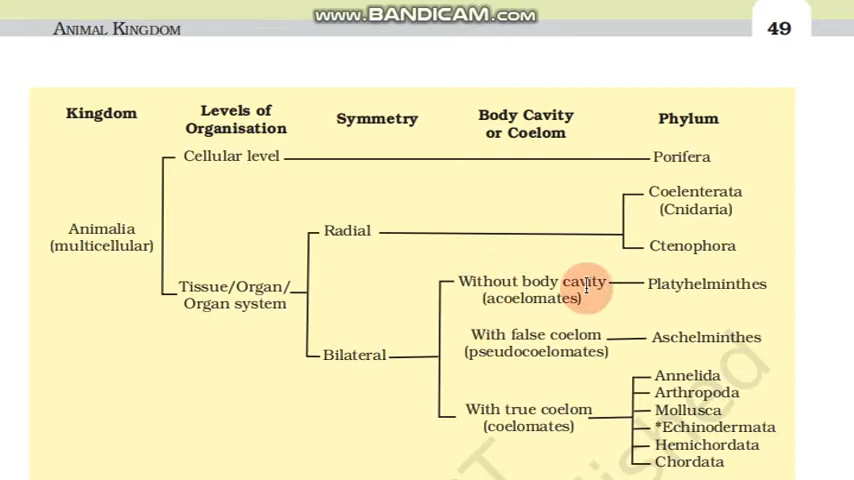 WWW.BANDICAM.COM
ANIMAL KINGDOM
49
Kingdom
Levels of
Organisation
Symmetry
Body Cavity
or Coelom
Phylum
Cellular level
Porifera
Coelenterata
(Cnidaria)
Animalia
(multicellular)
Radial
Ctenophora
Tissue/Organ/
Organ system
Without body cavity
(acoelomates)
Platyhelminthes
With false coelom
(pseudocoelomates)
Aschelminthes
Bilateral
With true coelom
(coelomates)
Annelida
Arthropoda
Mollusca
*Echinodermata
Hemichordata
Chordata